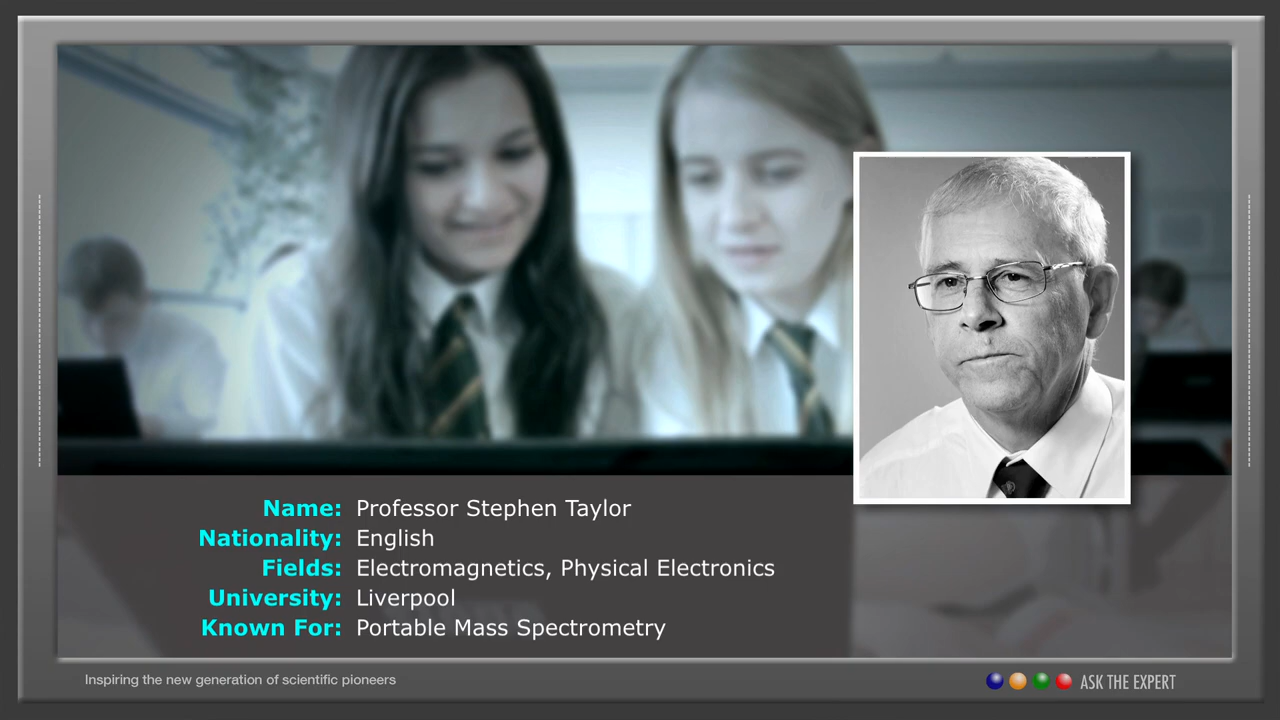 Name: Professor Stephen Taylor
Nationality: English
Fields: Electromagnetics, Physical Electronics
University: Liverpool
Known For: Portable Mass Spectrometry
Inspiring the new generation of scientific pioneers
ASK THE EXPERT